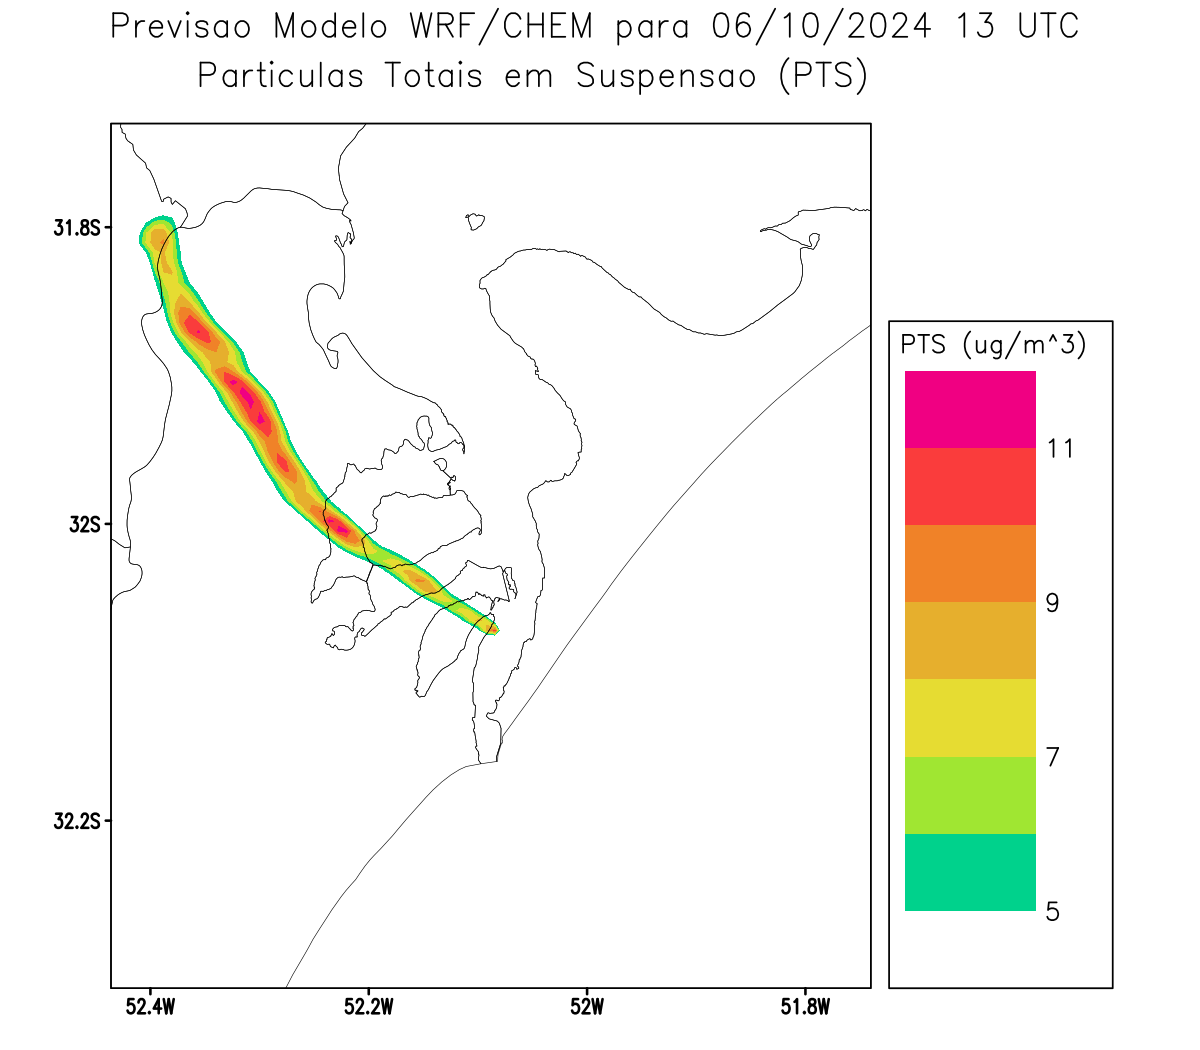 Previsao Modelo WRF/CHEM para 06/10/2024 13 UTC
Particulas Totais em Suspensao (PTS)
31.8S
32S
32.2S
52.4W
52.2W
52W
51.8W
PTS (ug/m^3)
11
9
7
5